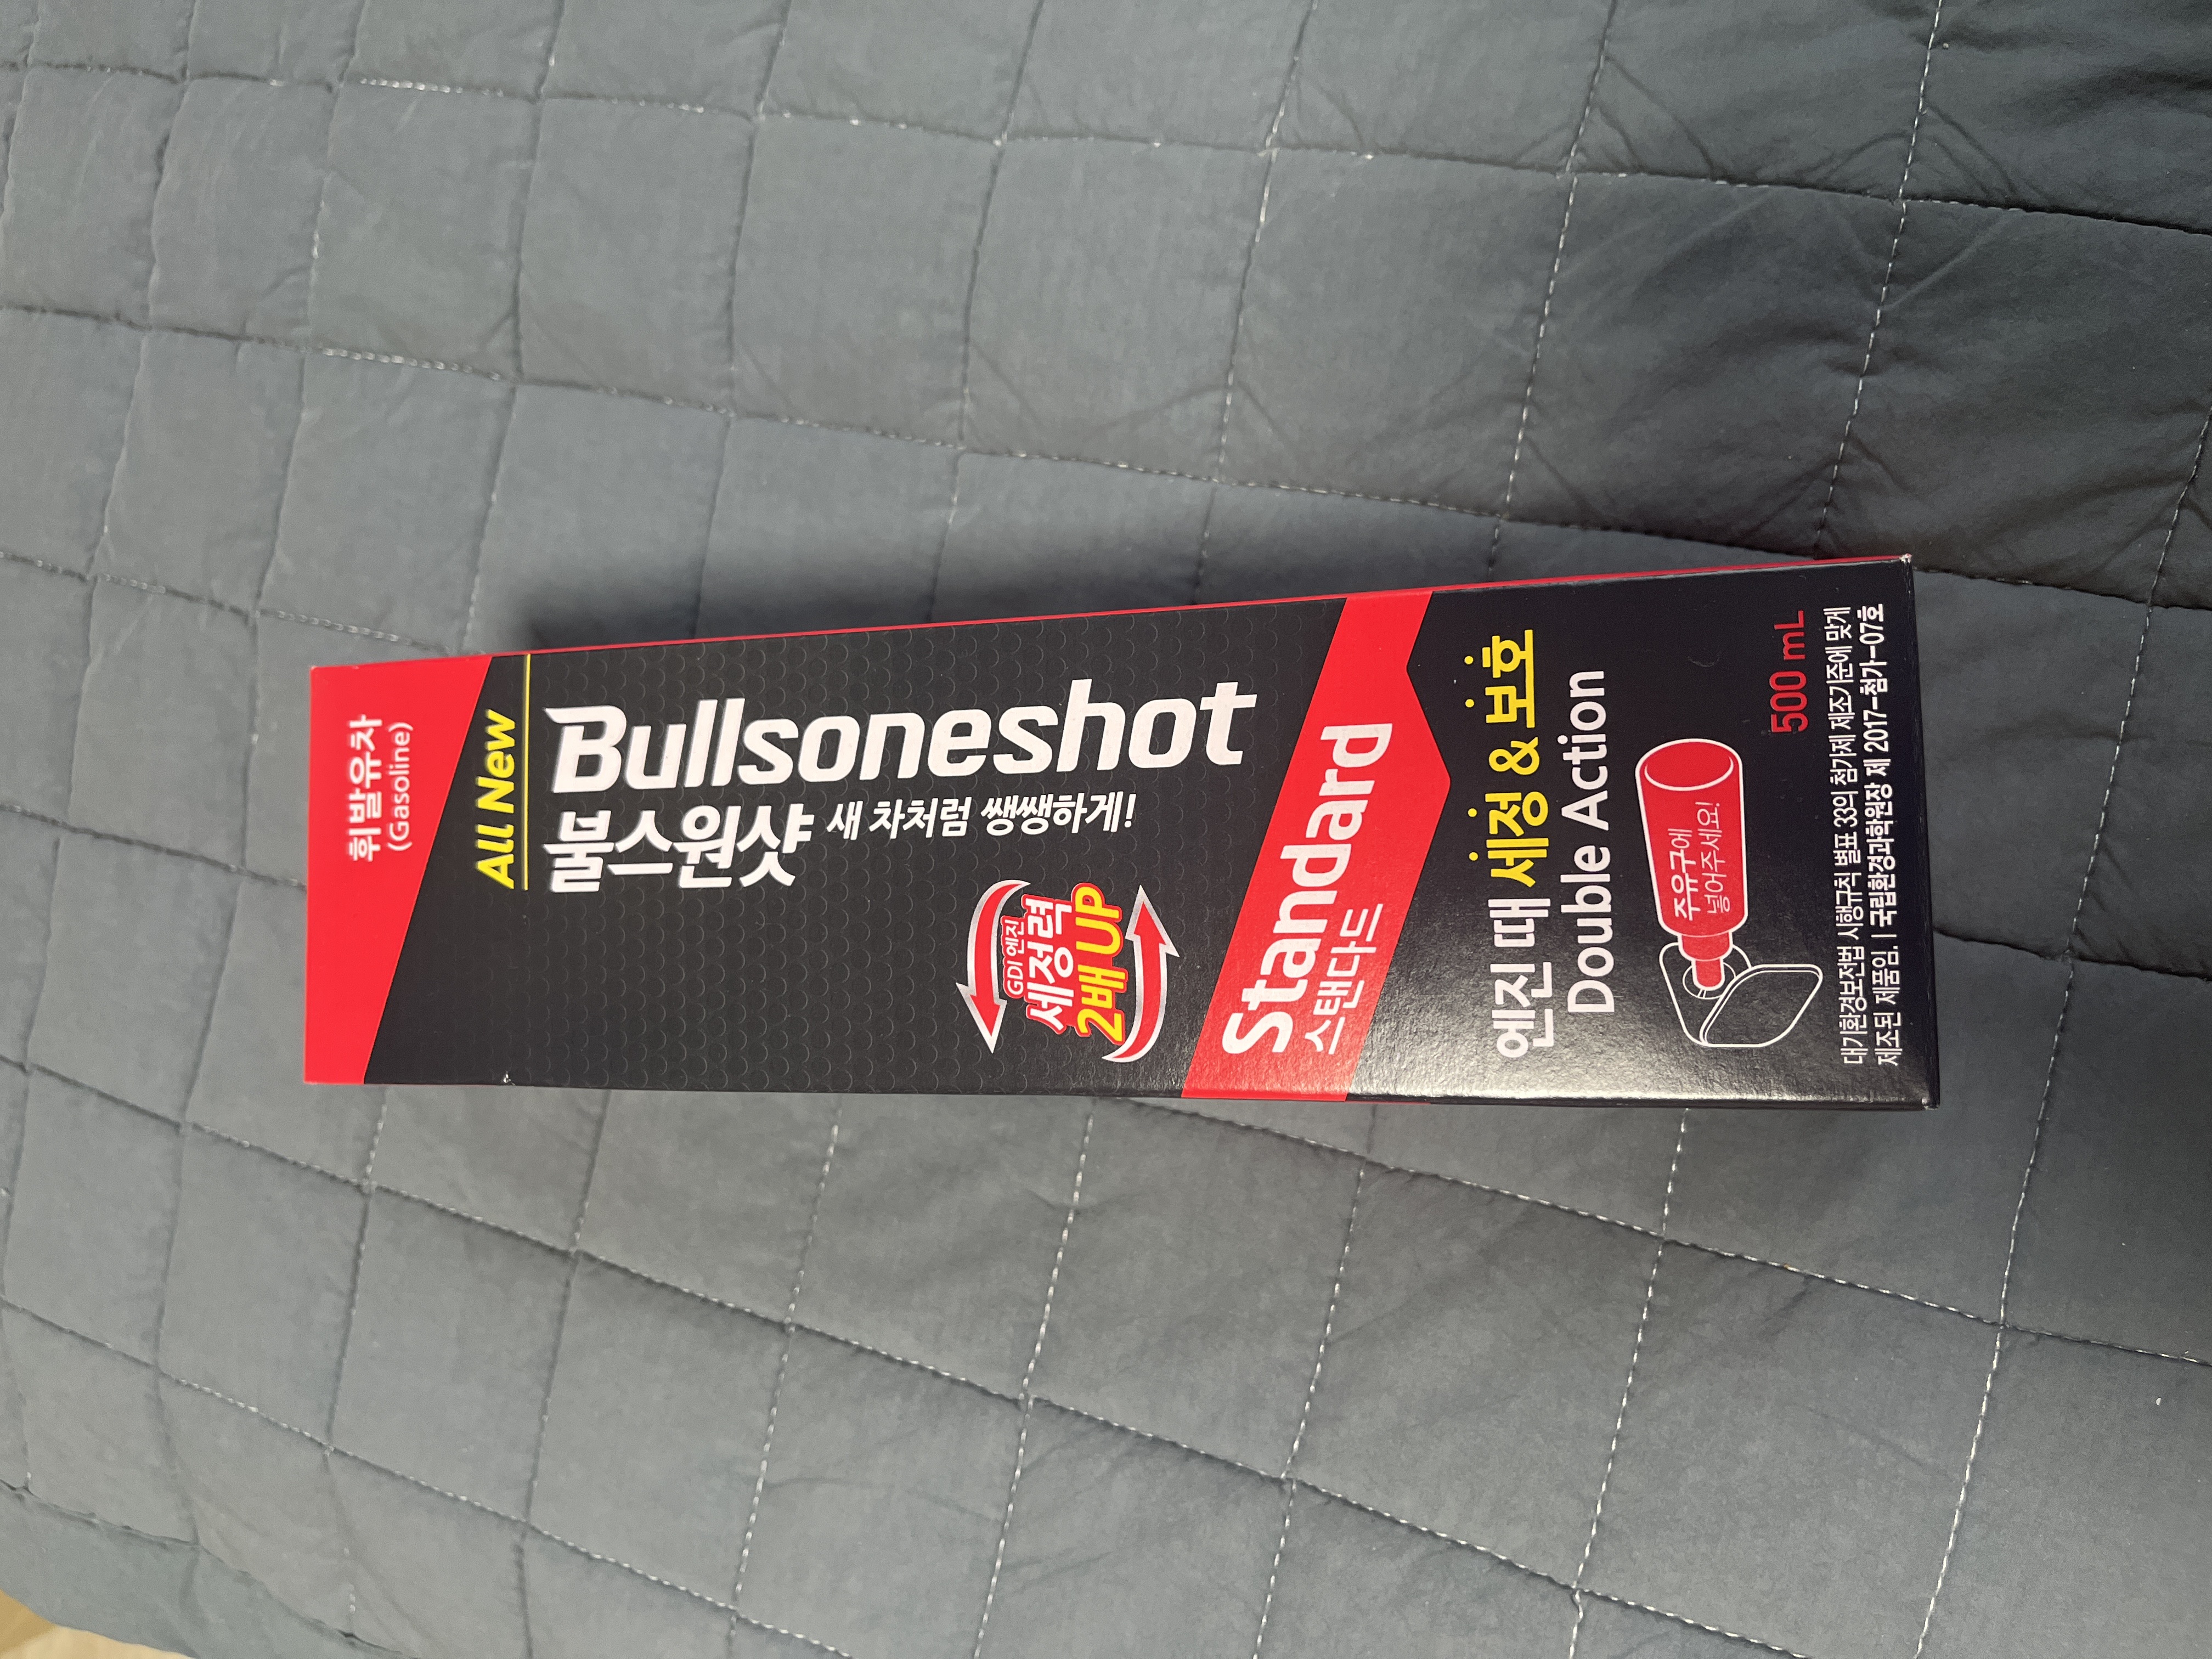 휘발유차
(Gasoline)
All New
Bullsoneshot
불스원샷 새 차처럼 쌩쌩하게!
GDI 엔진
세정력
2배 UP
Standard
스탠다드
엔진 때 세정 & 보호
Double Action
주유구에
넣어주세요!
500 mL
대기환경보전법 시행규칙 별표 33의 첨가제 제조기준에 맞게
제조된 제품임. | 국립환경과학원장 제 2017-첨가-07호